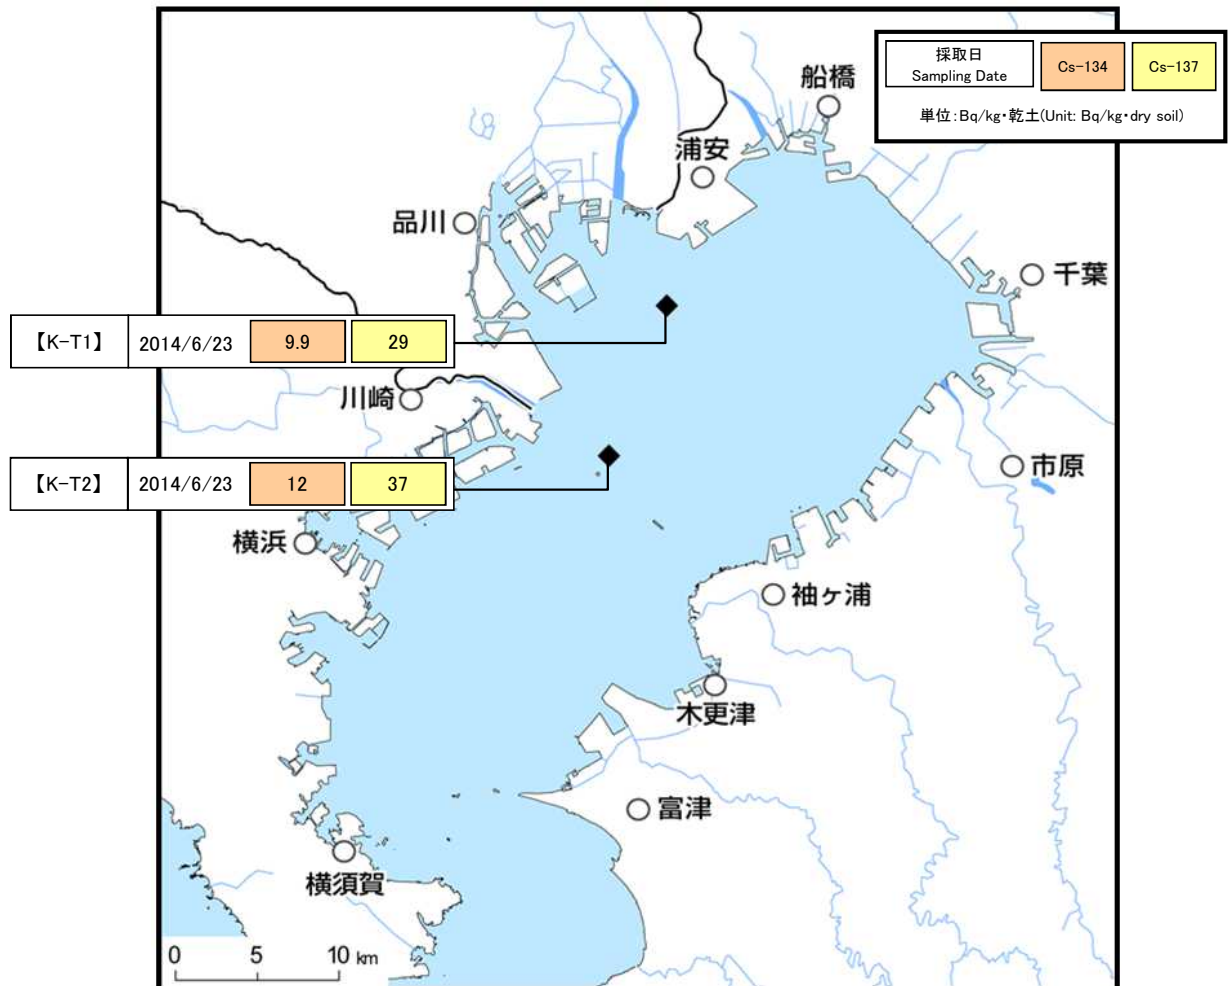 採取日
Sampling Date
Cs-134
Cs-137
単位:Bq/kg・乾土(Unit: Bq/kg・dry soil)
船橋
浦安
品川
千葉
【K-T1】 2014/6/23 9.9 29
川崎
【K-T2】 2014/6/23 12 37
市原
横浜
袖ヶ浦
木更津
富津
横須賀
0 5 10 km